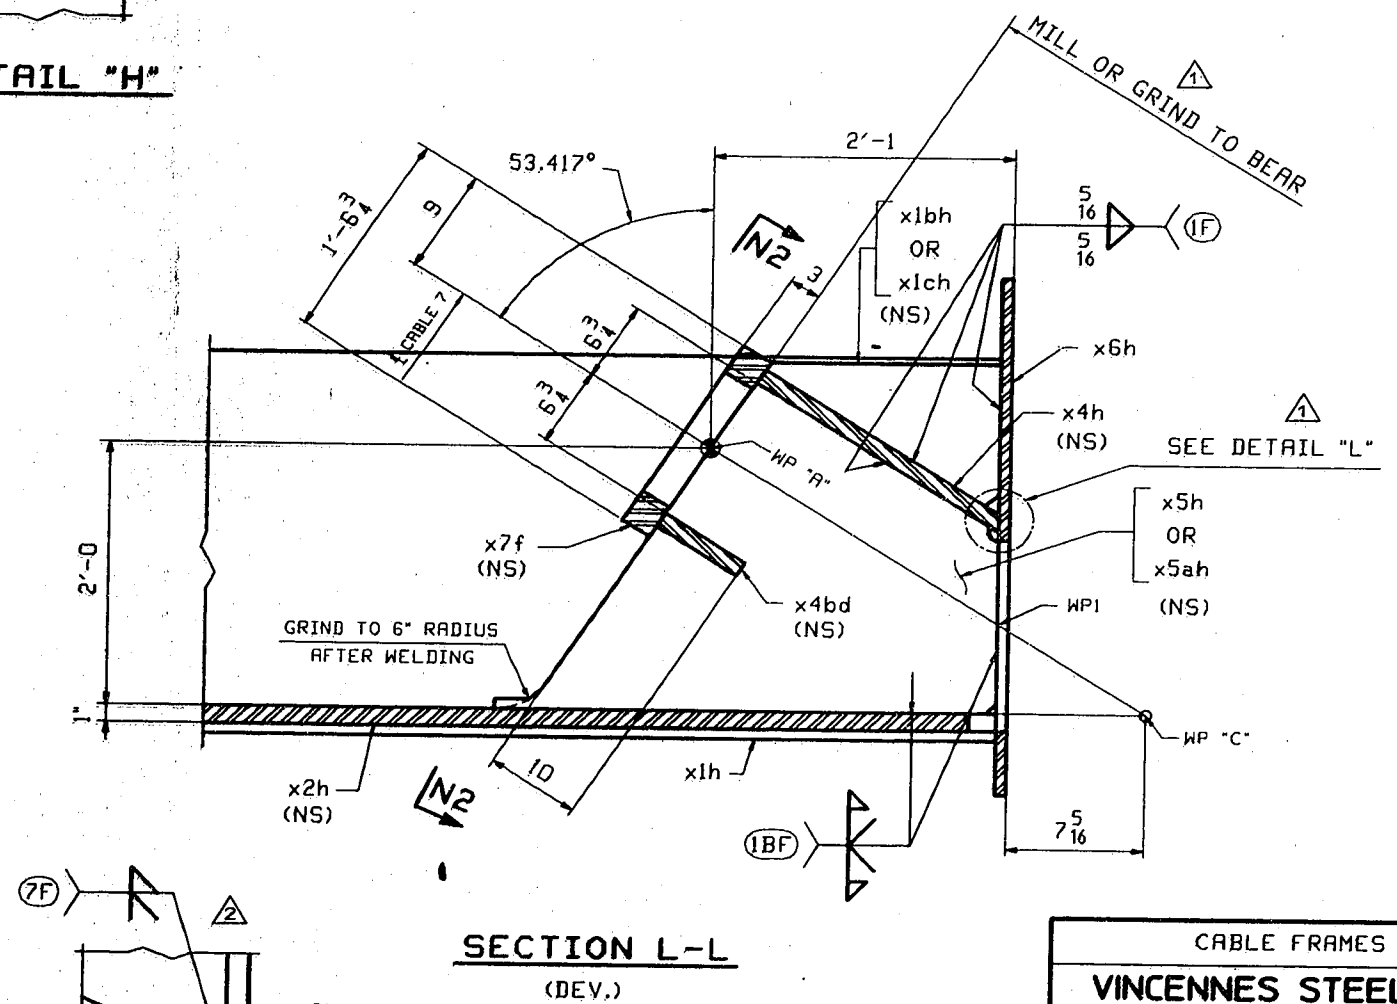 TAIL "H"
MILL OR GRIND TO BEAR
1
2'-1
53.417°
1'-6 3/4
9
℄ CABLE 7
6 3/4
6 3/4
N2
3
x1bh
OR
x1ch
(NS)
5/16
5/16
1F
x6h
x4h
(NS)
1
SEE DETAIL "L"
WP "A"
x5h
OR
x5ah
(NS)
x7f
(NS)
x4bd
(NS)
WP1
2'-0
GRIND TO 6" RADIUS
AFTER WELDING
1"
WP "C"
x2h
(NS)
N2
10
x1h
1BF
7 5/16
7F
2
SECTION L-L
(DEV.)
CABLE FRAMES
VINCENNES STEEL